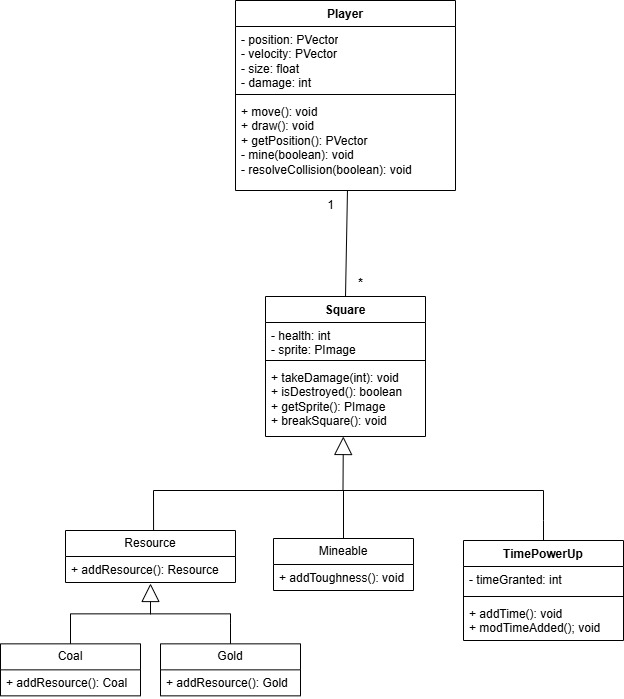 Player
- position: PVector
- velocity: PVector
- size: float
- damage: int
+ move(): void
+ draw(): void
+ getPosition(): PVector
- mine(boolean): void
- resolveCollision(boolean): void
1
*
Square
- health: int
- sprite: PImage
+ takeDamage(int): void
+ isDestroyed(): boolean
+ getSprite(): PImage
+ breakSquare(): void
Resource
+ addResource(): Resource
Mineable
+ addToughness(): void
TimePowerUp
- timeGranted: int
+ addTime(): void
+ modTimeAdded(); void
Coal
+ addResource(): Coal
Gold
+ addResource(): Gold